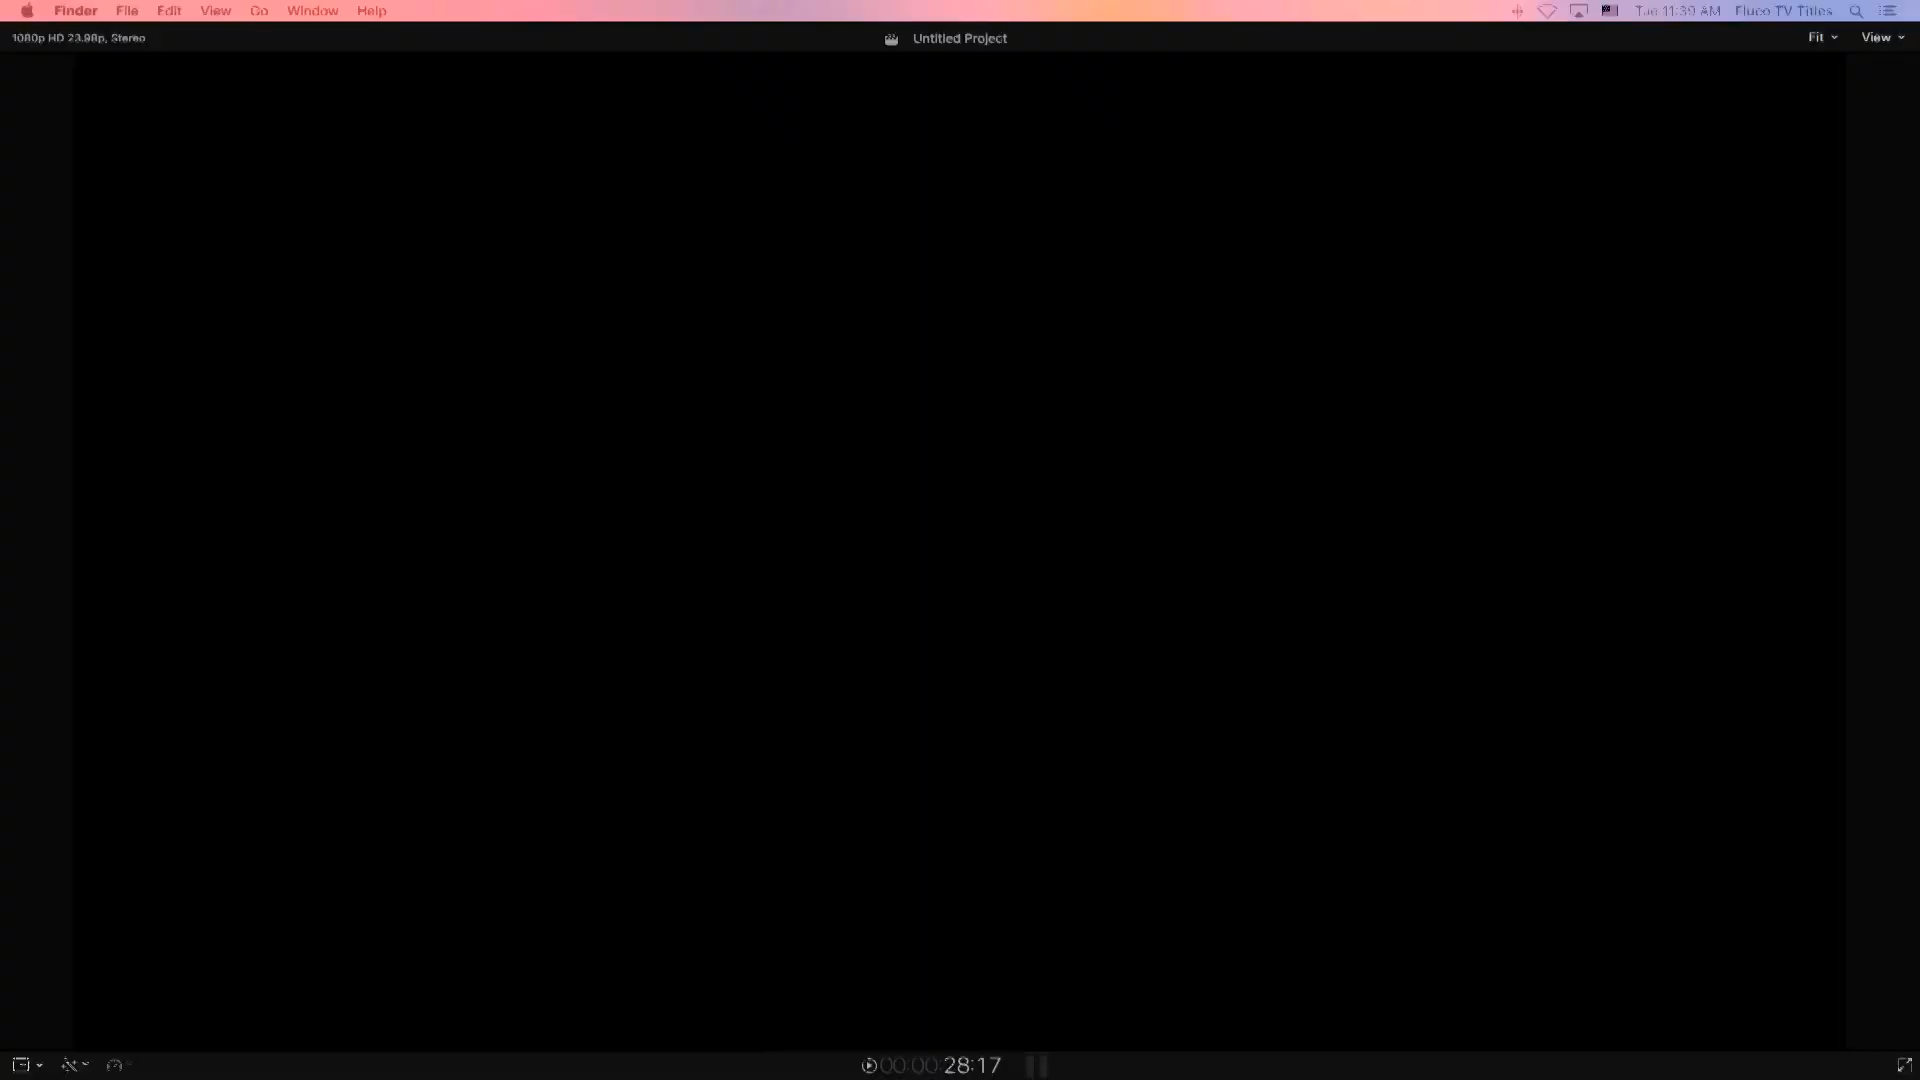 Finder File Edit View Go Window Help Tue 11:39 AM Fluco TV Titles
1080p HD 23.98p, Stereo Untitled Project Fit View
00:00:28:17